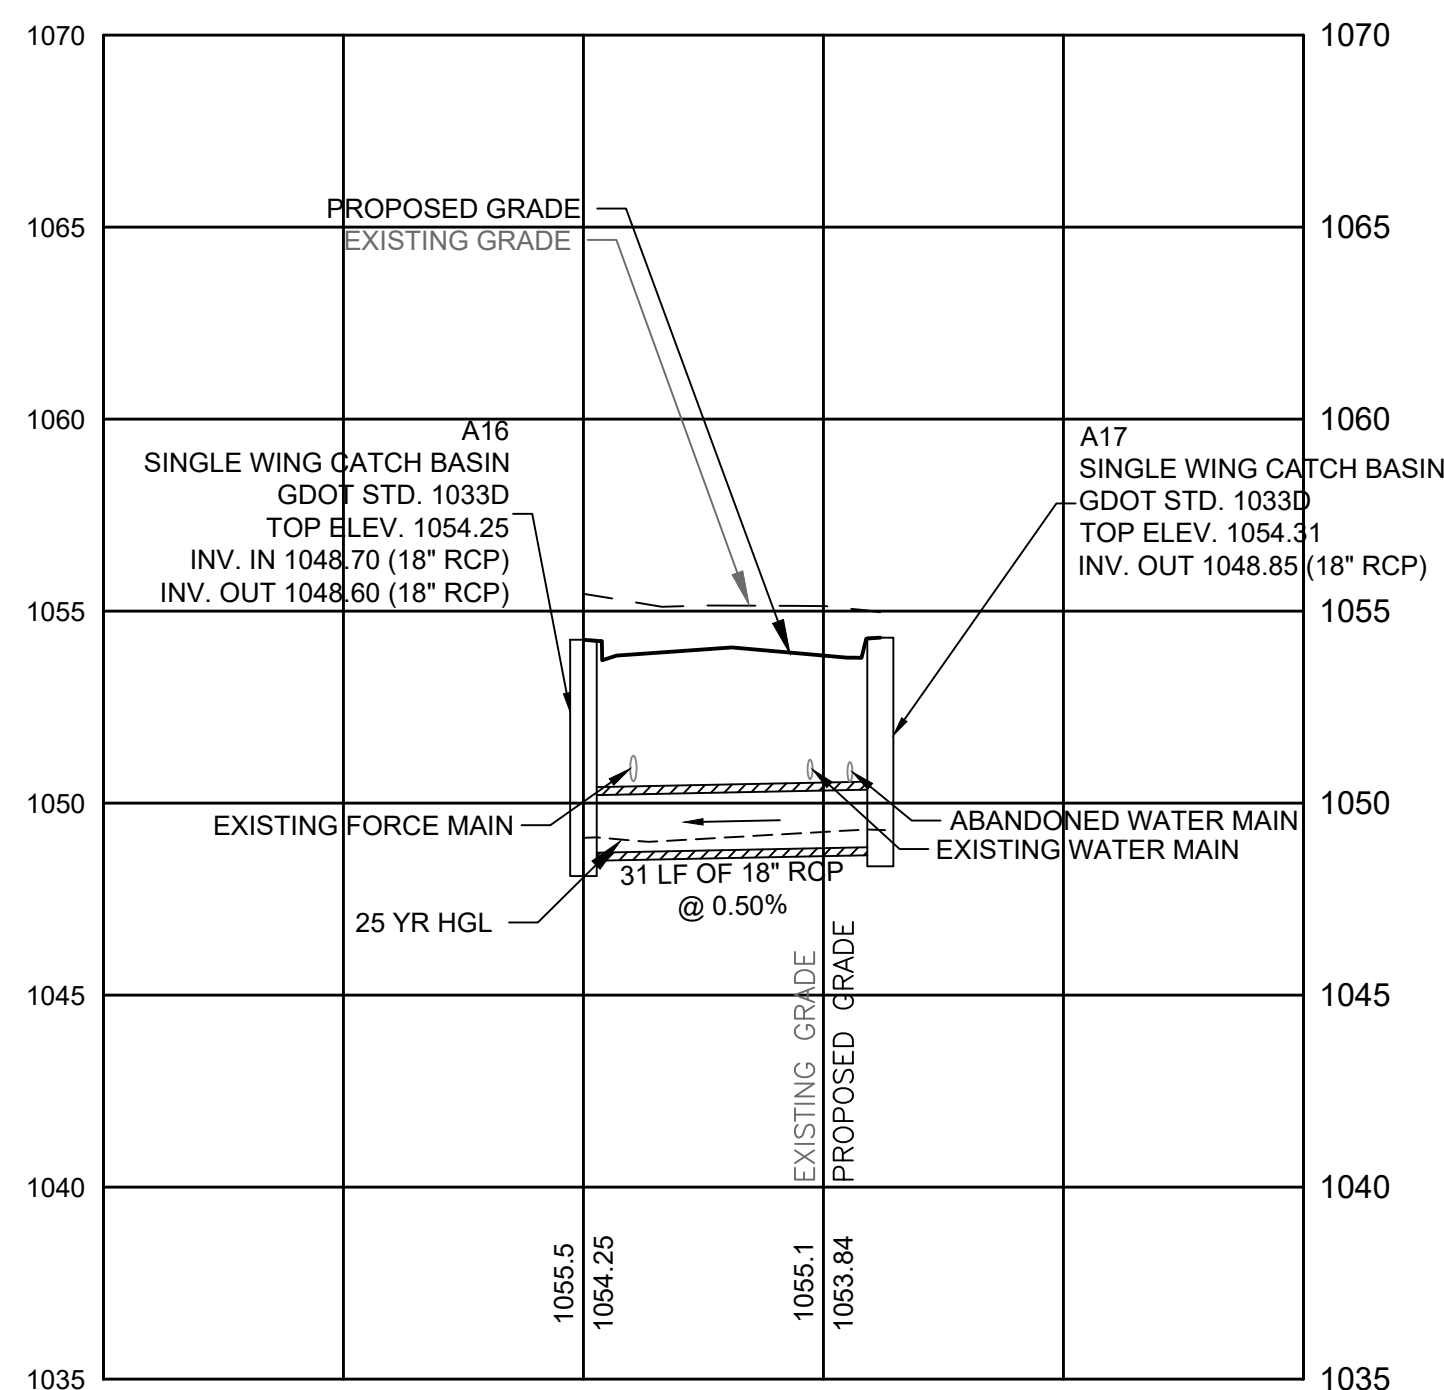 1070
1070
PROPOSED GRADE
EXISTING GRADE
1065
1065
1060
1060
A16
SINGLE WING CATCH BASIN
GDOT STD. 1033D
TOP ELEV. 1054.25
INV. IN 1048.70 (18" RCP)
INV. OUT 1048.60 (18" RCP)
A17
SINGLE WING CATCH BASIN
GDOT STD. 1033D
TOP ELEV. 1054.31
INV. OUT 1048.85 (18" RCP)
1055
1055
1050
1050
EXISTING FORCE MAIN
ABANDONED WATER MAIN
EXISTING WATER MAIN
31 LF OF 18" RCP
@ 0.50%
25 YR HGL
EXISTING GRADE
PROPOSED GRADE
1045
1045
1040
1040
1055.5
1054.25
1055.1
1053.84
1035
1035